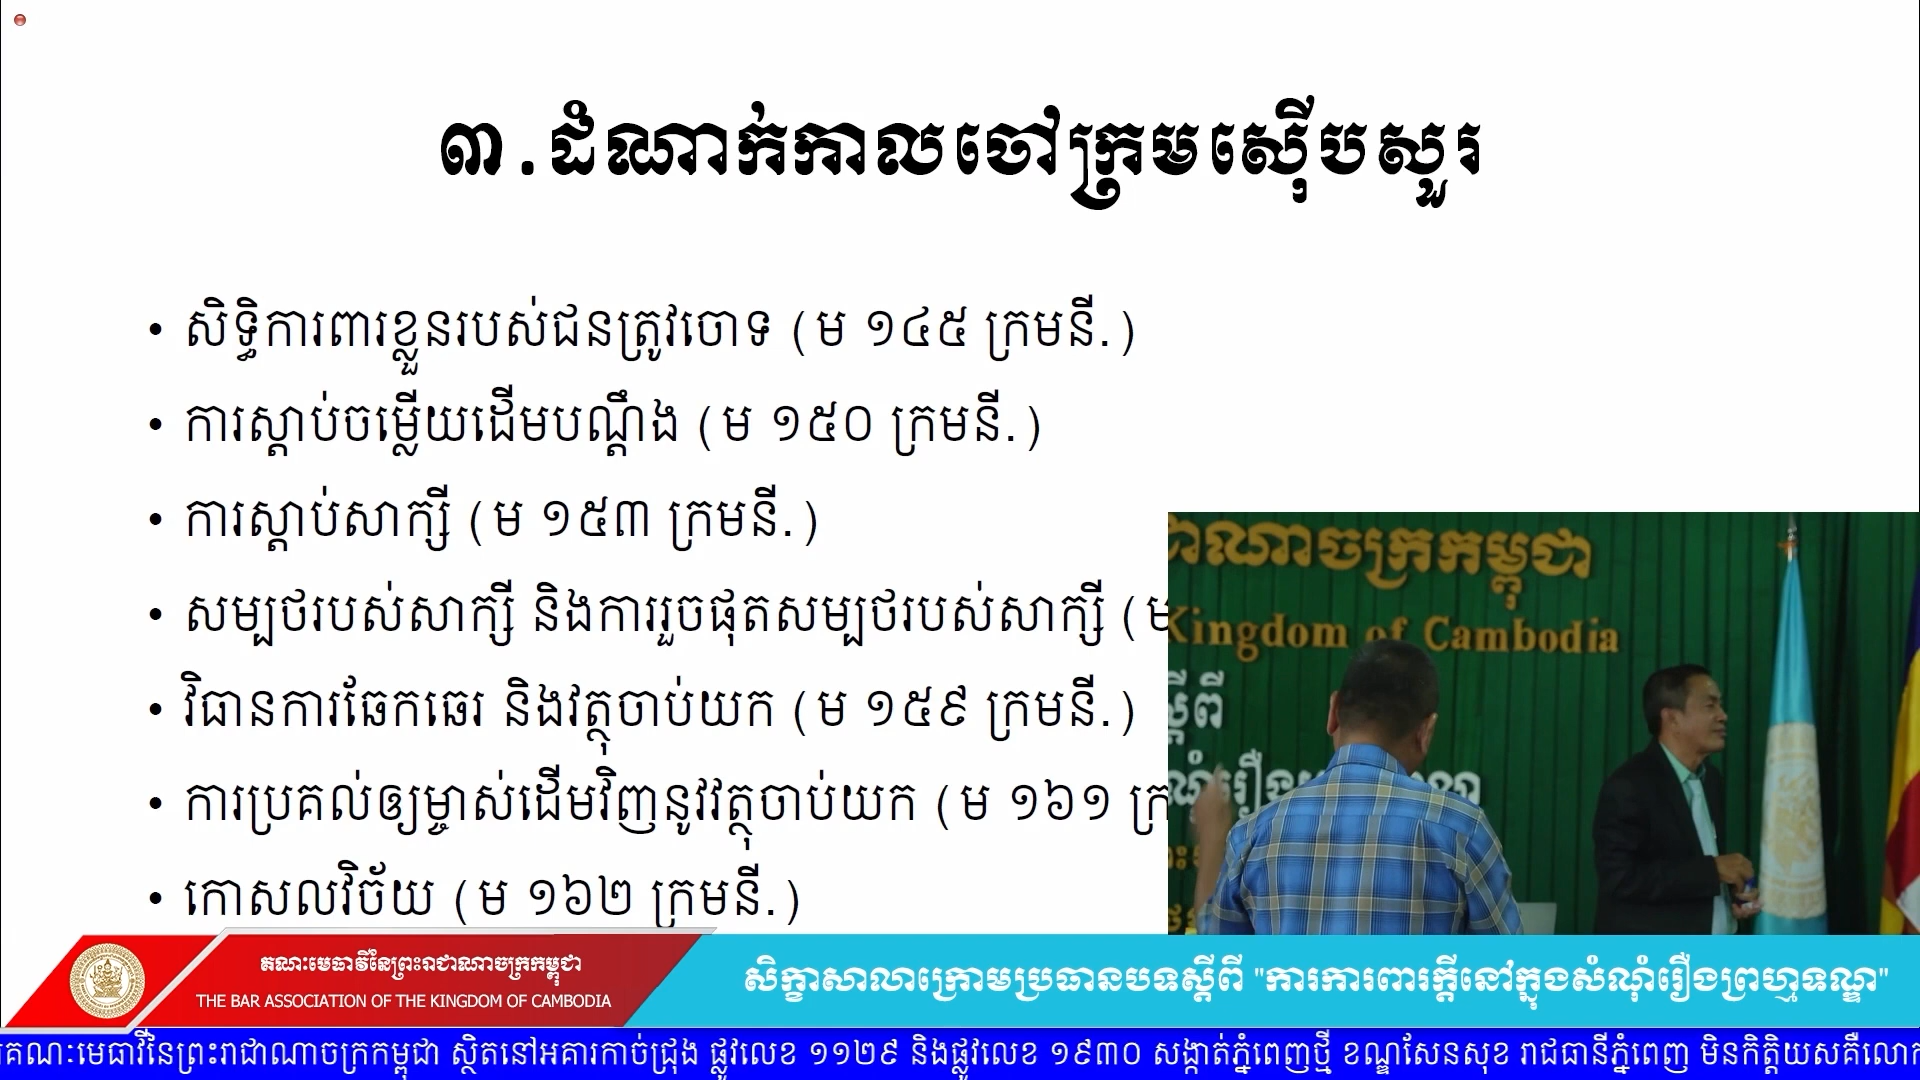 ៣.ដំណាក់កាលចៅក្រមស៊ើបសួរ
• សិទ្ធិការពារខ្លួនរបស់ជនត្រូវចោទ (ម ១៤៥ ក្រមនី.)
• ការស្តាប់ចម្លើយដើមបណ្តឹង (ម ១៥០ ក្រមនី.)
• ការស្តាប់សាក្សី (ម ១៥៣ ក្រមនី.)
• សម្បថរបស់សាក្សី និងការរួចផុតសម្បថរបស់សាក្សី (ម
• វិធានការឆែកឆេរ និងវត្ថុចាប់យក (ម ១៥៩ ក្រមនី.)
• ការប្រគល់ឲ្យម្ចាស់ដើមវិញនូវវត្ថុចាប់យក (ម ១៦១ ក្រ
• កោសលវិច័យ (ម ១៦២ ក្រមនី.)
ជាណាចក្រកម្ពុជា
Kingdom of Cambodia
ស្តីពី
គណៈមេធាវីនៃព្រះរាជាណាចក្រកម្ពុជា
THE BAR ASSOCIATION OF THE KINGDOM OF CAMBODIA
សិក្ខាសាលាក្រោមប្រធានបទស្តីពី "ការការពារក្តីនៅក្នុងសំណុំរឿងព្រហ្មទណ្ឌ"
គណៈមេធាវីនៃព្រះរាជាណាចក្រកម្ពុជា ស្ថិតនៅអគារកាច់ជ្រុង ផ្លូវលេខ ១១២៩ និងផ្លូវលេខ ១៩៣០ សង្កាត់ភ្នំពេញថ្មី ខណ្ឌសែនសុខ រាជធានីភ្នំពេញ មិនកិត្តិយសគឺលោក